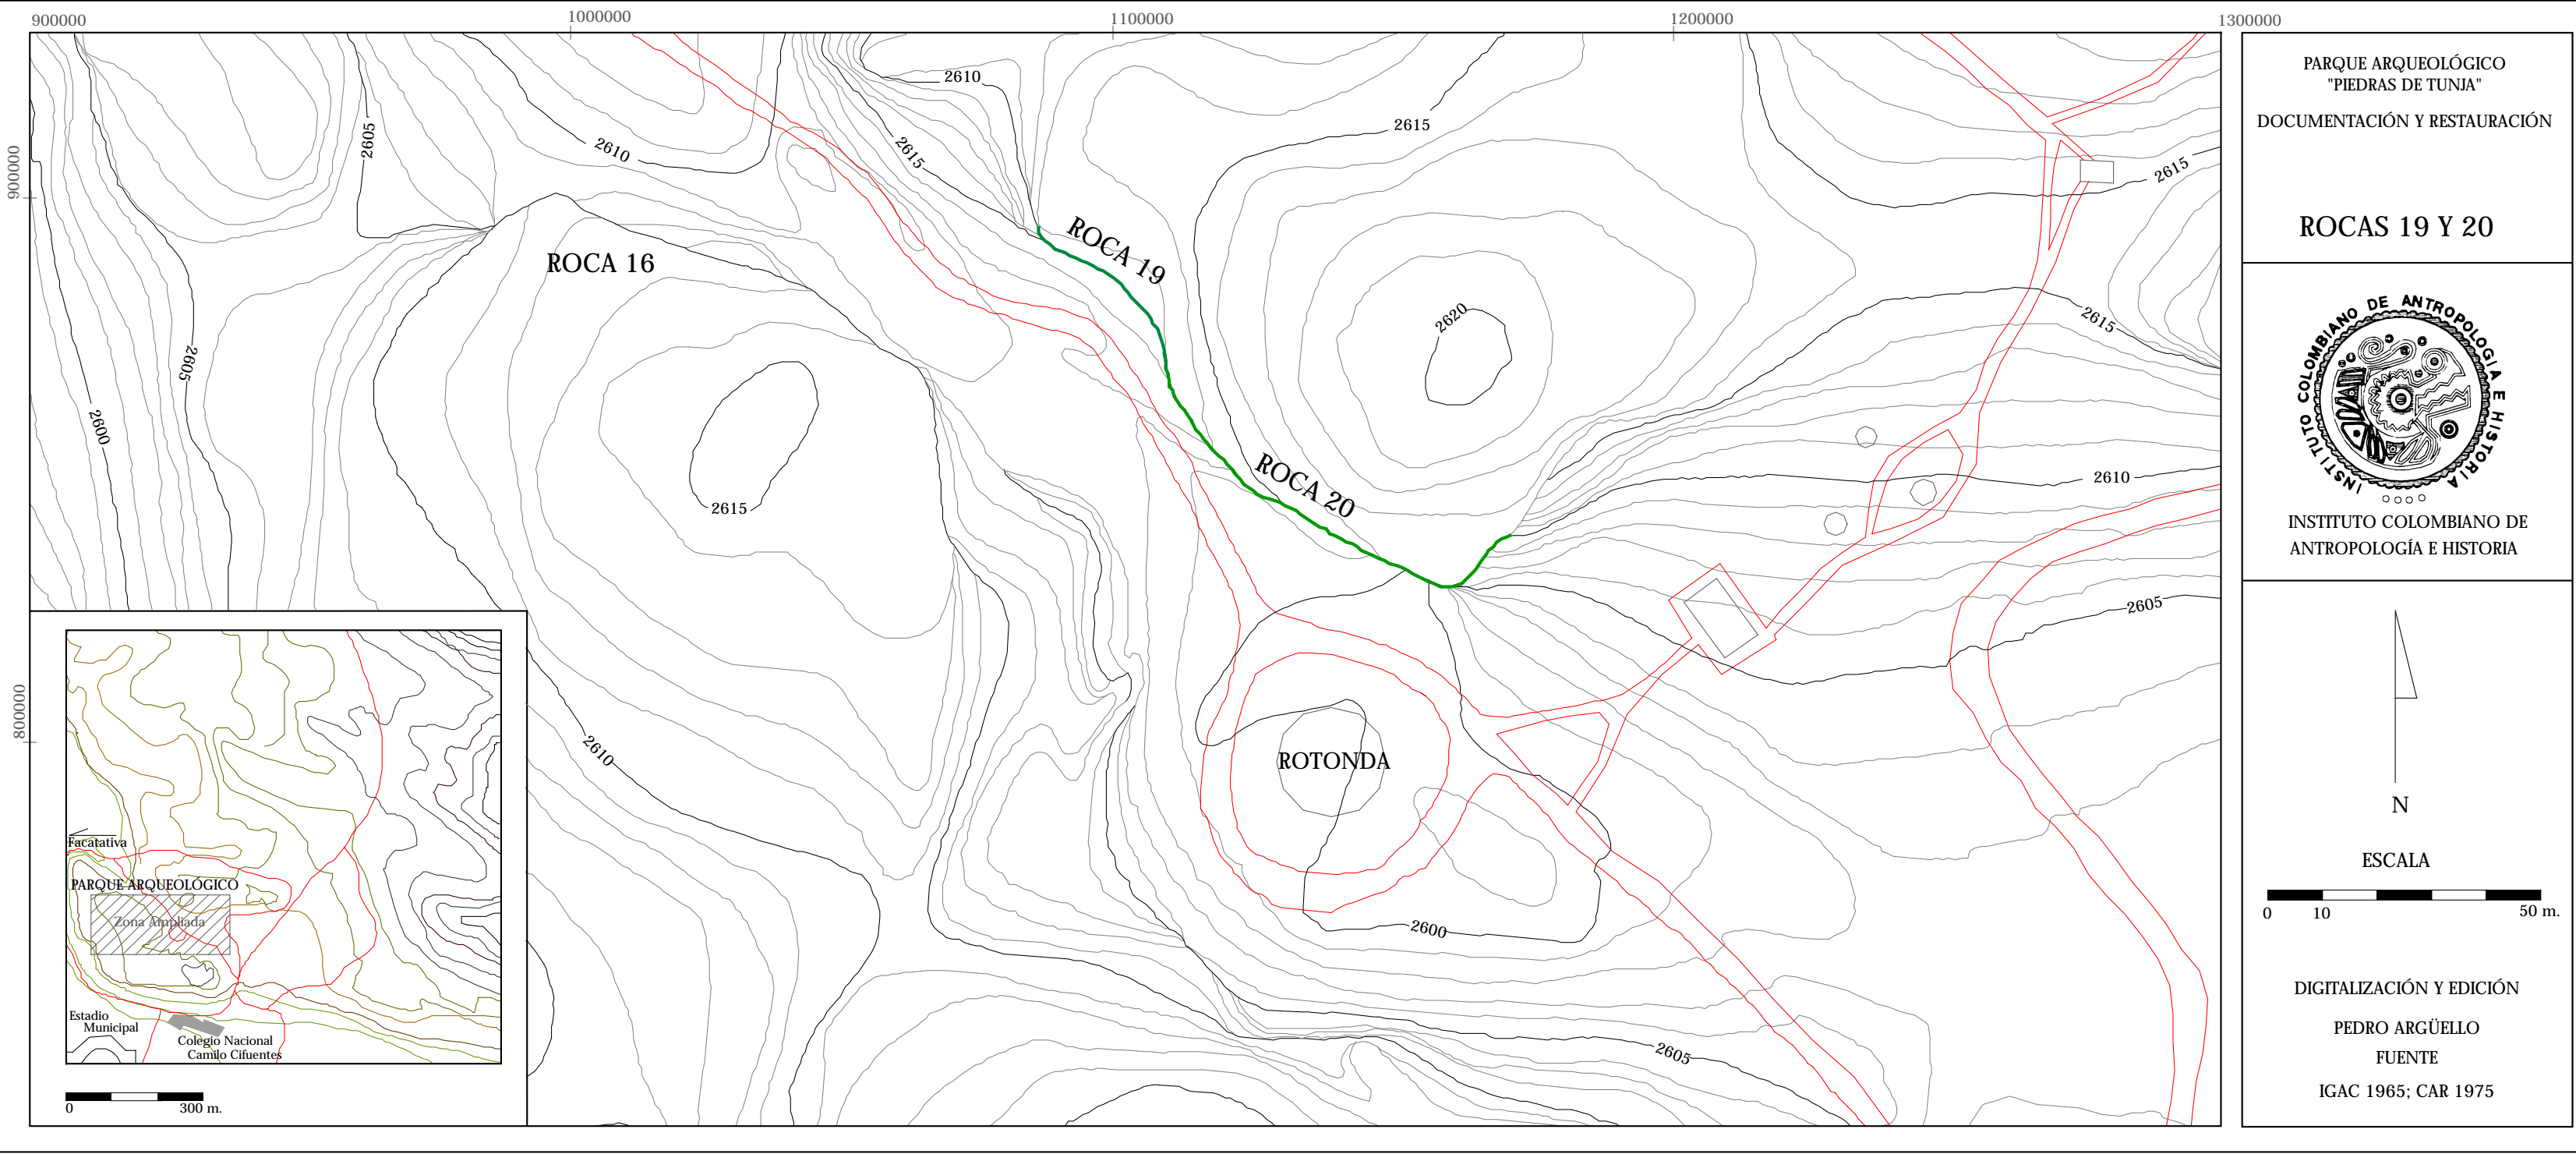 900000
1000000
1100000
1200000
1300000
900000
800000
2605
2610
2610
2615
2615
2615
2605
2600
2615
2620
2615
2610
2605
2610
2600
2605
ROCA 16
ROCA 19
ROCA 20
ROTONDA
Facatativa
PARQUE ARQUEOLÓGICO
Zona Ampliada
Estadio
Municipal
Colegio Nacional
Camilo Cifuentes
0 300 m.
PARQUE ARQUEOLÓGICO
"PIEDRAS DE TUNJA"
DOCUMENTACIÓN Y RESTAURACIÓN
ROCAS 19 Y 20
INSTITUTO COLOMBIANO DE ANTROPOLOGIA E HISTORIA
INSTITUTO COLOMBIANO DE
ANTROPOLOGÍA E HISTORIA
N
ESCALA
0 10 50 m.
DIGITALIZACIÓN Y EDICIÓN
PEDRO ARGÜELLO
FUENTE
IGAC 1965; CAR 1975